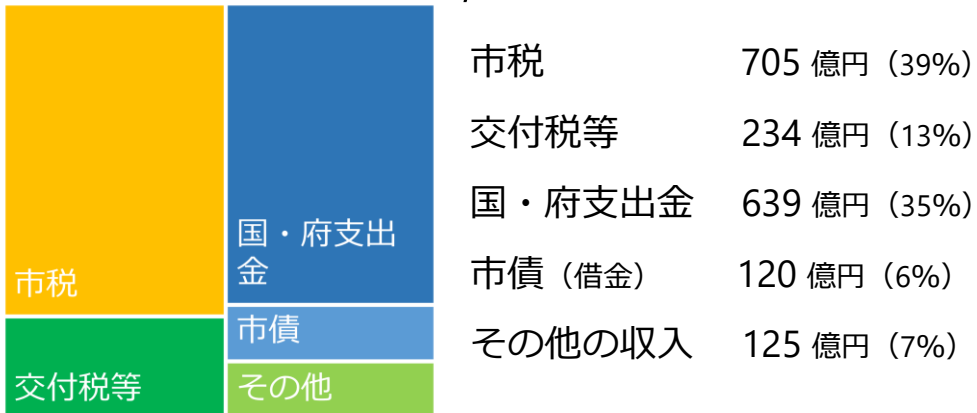 市税
交付税等
国・府支出
金
市債
その他
市税 705 億円（39%）
交付税等 234 億円（13%）
国・府支出金 639 億円（35%）
市債（借金） 120 億円（6%）
その他の収入 125 億円（7%）